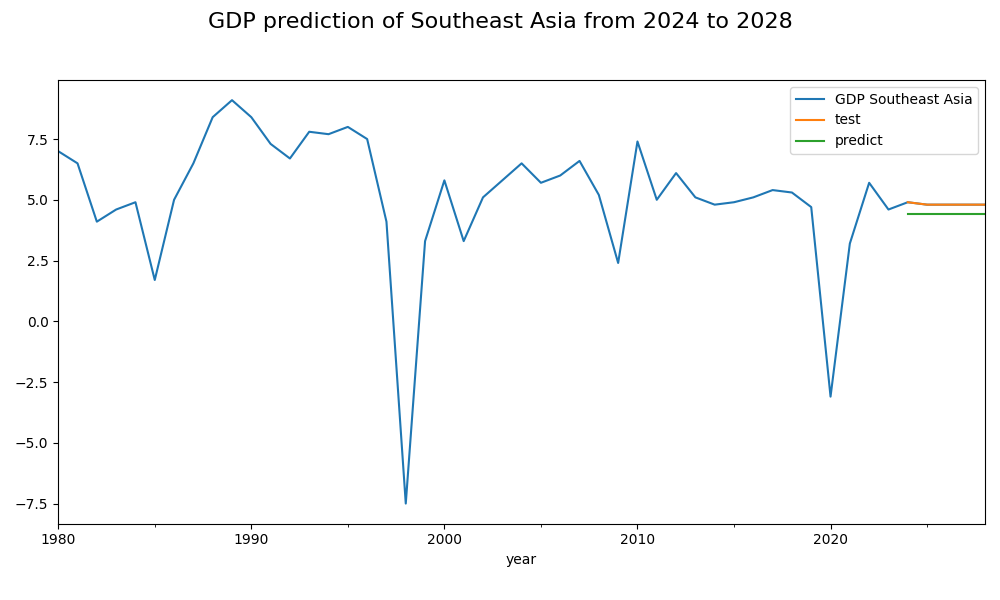 GDP prediction of Southeast Asia from 2024 to 2028
GDP Southeast Asia
test
predict
7.5
5.0
2.5
0.0
−2.5
−5.0
−7.5
1980 1990 2000 2010 2020
year